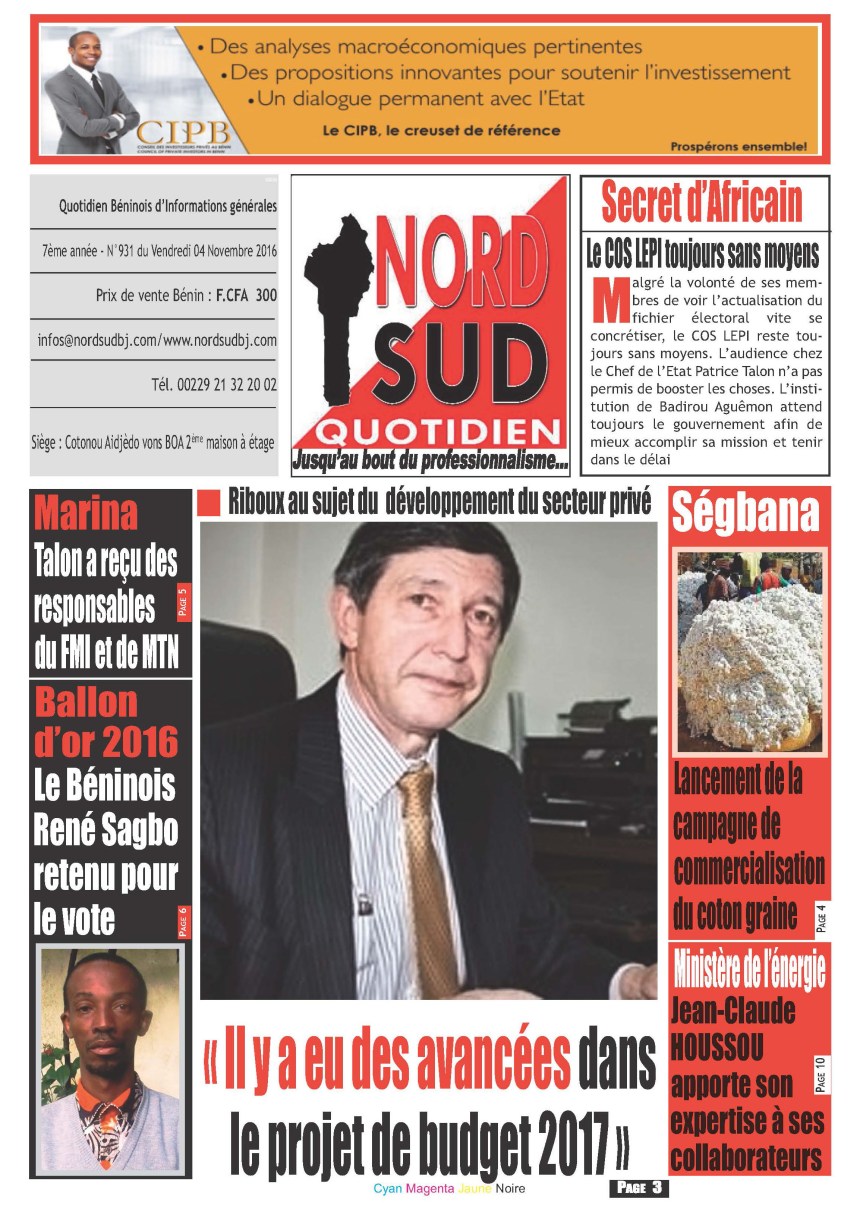 • Des analyses macroéconomiques pertinentes
• Des propositions innovantes pour soutenir l'investissement
• Un dialogue permanent avec l'Etat
CIPB
CONSEIL DES INVESTISSEURS PRIVÉS AU BÉNIN
COUNCIL OF PRIVATE INVESTORS IN BENIN
Le CIPB, le creuset de référence
Prospérons ensemble!
Quotidien Béninois d'Informations générales
7ème année - N°931 du Vendredi 04 Novembre 2016
Prix de vente Bénin : F.CFA 300
infos@nordsudbj.com/www.nordsudbj.com
Tél. 00229 21 32 20 02
Siège : Cotonou Aidjèdo vons BOA 2ème maison à étage
NORD
SUD
QUOTIDIEN
Jusqu'au bout du professionnalisme...
Secret d'Africain
Le COS LEPI toujours sans moyens
Malgré la volonté de ses mem-
bres de voir l'actualisation du
fichier électoral vite se
concrétiser, le COS LEPI reste tou-
jours sans moyens. L'audience chez
le Chef de l'Etat Patrice Talon n'a pas
permis de booster les choses. L'insti-
tution de Badirou Aguêmon attend
toujours le gouvernement afin de
mieux accomplir sa mission et tenir
dans le délai
Marina
Talon a reçu des
responsables
du FMI et de MTN
PAGE 5
Ballon
d'or 2016
Le Béninois
René Sagbo
retenu pour
le vote
PAGE 6
Riboux au sujet du développement du secteur privé
« Il y a eu des avancées dans
le projet de budget 2017 »
PAGE 3
Ségbana
Lancement de la
campagne de
commercialisation
du coton graine
PAGE 4
Ministère de l'énergie
Jean-Claude
HOUSSOU
apporte son
expertise à ses
collaborateurs
PAGE 10
Cyan Magenta Jaune Noire